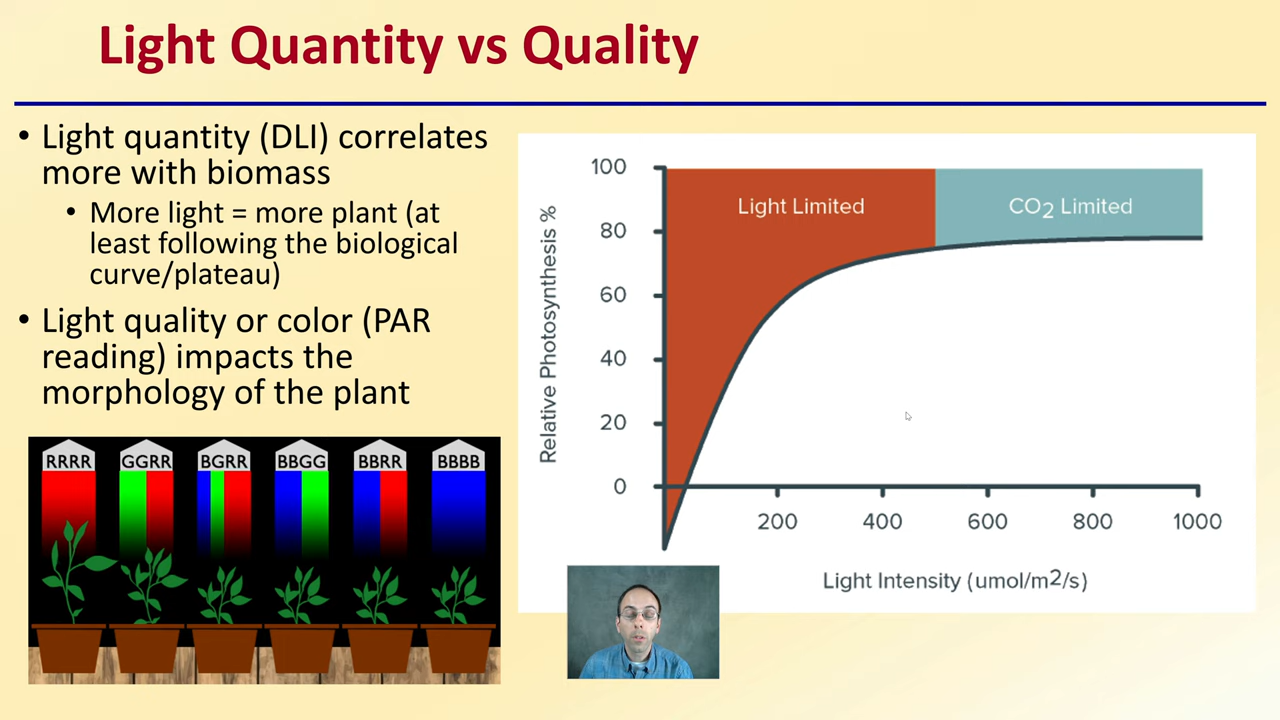 Light Quantity vs Quality
• Light quantity (DLI) correlates
more with biomass
• More light = more plant (at
least following the biological
curve/plateau)
• Light quality or color (PAR
reading) impacts the
morphology of the plant
RRRR GGRR BGRR BBGG BBRR BBBB
Relative Photosynthesis %
100
80
60
40
20
0
Light Limited
CO2 Limited
200 400 600 800 1000
Light Intensity (umol/m2/s)